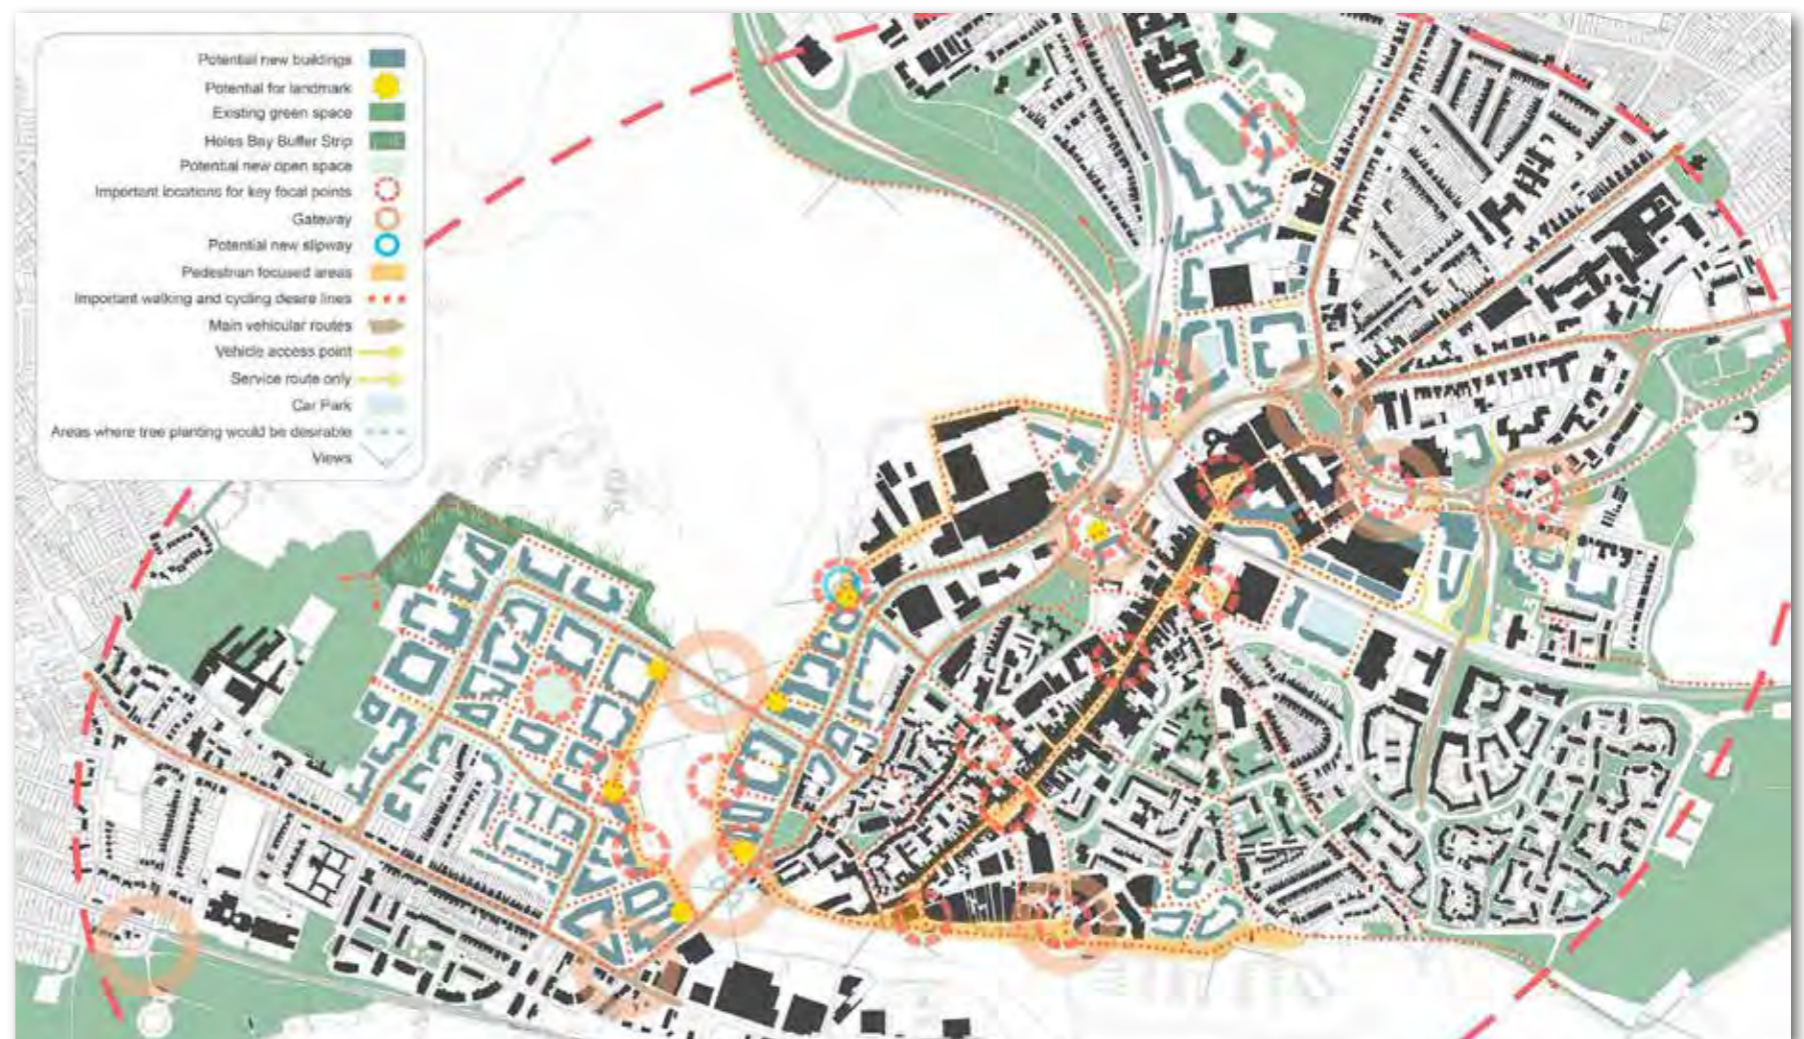 Potential new buildings
Potential for landmark
Existing green space
Holes Bay Buffer Strip
Potential new open space
Important locations for key focal points
Gateway
Potential new slipway
Pedestrian focused areas
Important walking and cycling desire lines
Main vehicular routes
Vehicle access point
Service route only
Car Park
Areas where tree planting would be desirable
Views